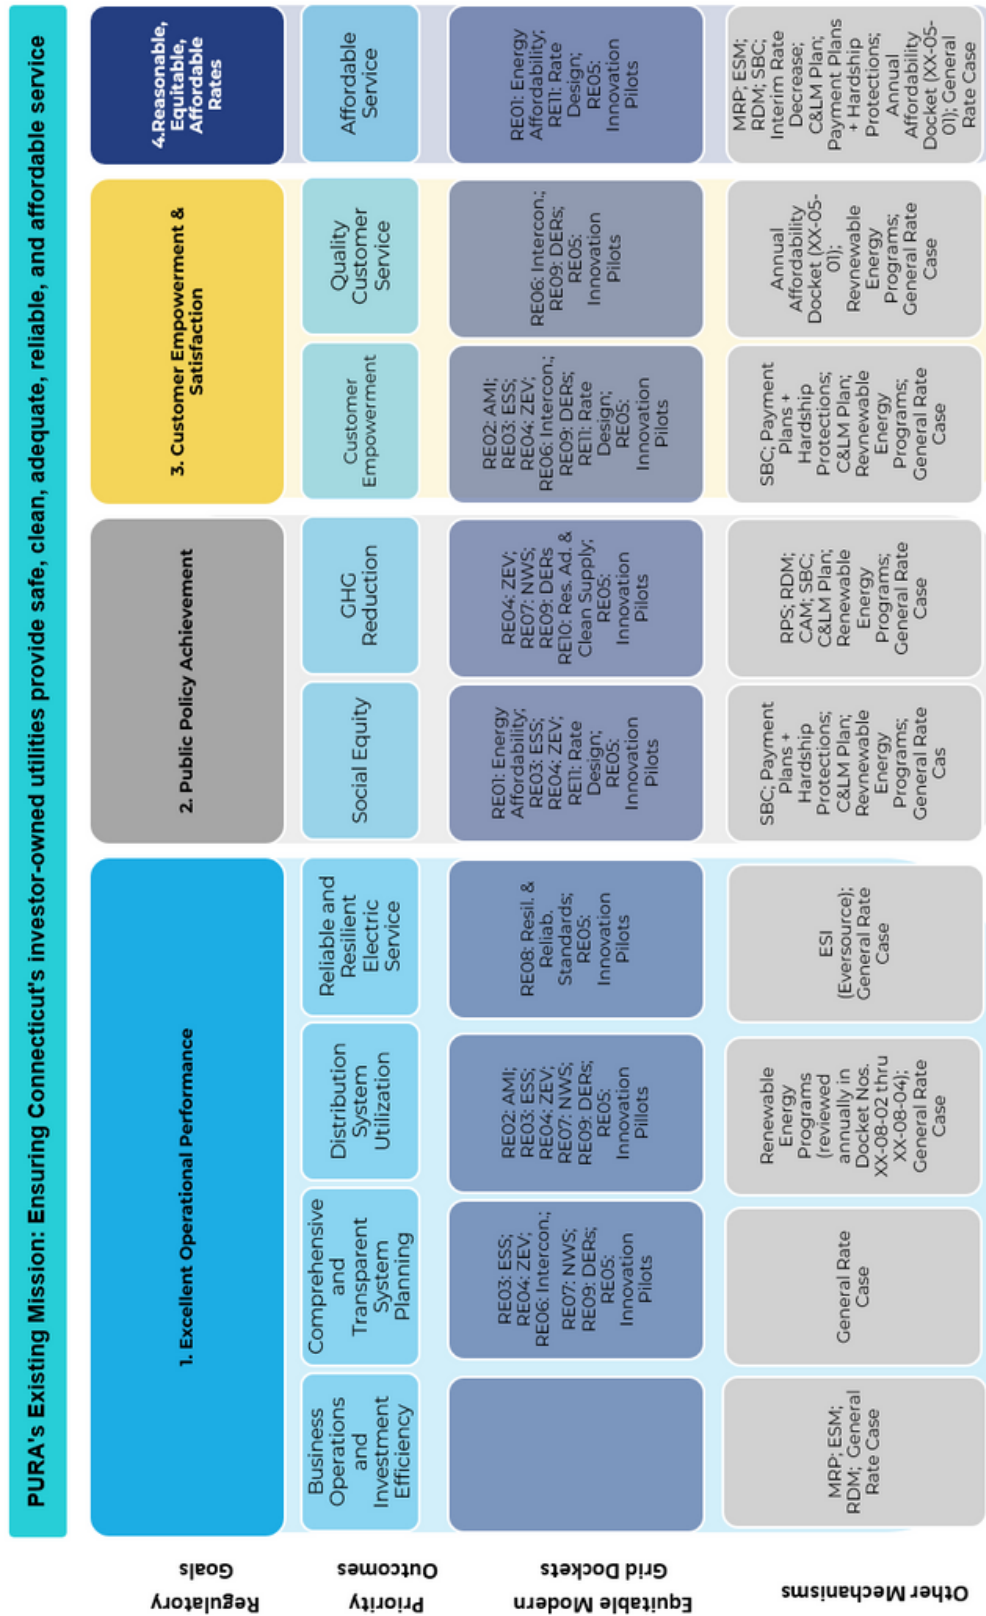 PURA's Existing Mission: Ensuring Connecticut's investor-owned utilities provide safe, clean, adequate, reliable, and affordable service
Regulatory
Goals
1. Excellent Operational Performance
2. Public Policy Achievement
3. Customer Empowerment &
Satisfaction
4.Reasonable,
Equitable,
Affordable
Rates
Priority
Outcomes
Business
Operations
and
Investment
Efficiency
Comprehensive
and
Transparent
System
Planning
Distribution
System
Utilization
Reliable and
Resilient
Electric
Service
Social Equity
GHG
Reduction
Customer
Empowerment
Quality
Customer
Service
Affordable
Service
Equitable Modern
Grid Dockets
RE03: ESS;
RE04: ZEV;
RE06: Intercon.;
RE07: NWS;
RE09: DERs;
RE05:
Innovation
Pilots
RE02: AMI;
RE03: ESS;
RE04: ZEV;
RE07: NWS;
RE09: DERs;
RE05:
Innovation
Pillots
RE08: Resil. &
Reliab.
Standards;
RE05:
Innovation
Pilots
RE01: Energy
Affordability;
RE03: ESS;
RE04: ZEV;
RE11: Rate
Design;
RE05:
Innovation
Pilots
RE04: ZEV;
RE07: NWS;
RE09: DERs
RE10: Res. Ad. &
Clean Supply;
RE05:
Innovation
Pilots
RE02: AMI;
RE03: ESS;
RE04: ZEV;
RE06: Intercon.;
RE09: DERs;
RE11: Rate
Design;
RE05:
Innovation
Pilots
RE06: Intercon.;
RE09: DERs;
RE05:
Innovation
Pilots
RE01: Energy
Affordability;
RE11: Rate
Design;
RE05:
Innovation
Pilots
Other Mechanisms
MRP; ESM;
RDM; General
Rate Case
General Rate
Case
Renewable
Energy
Programs
(reviewed
annually in
Docket Nos.
XX-08-02 thru
XX-08-04);
General Rate
Case
ESI
(Eversource);
General Rate
Case
SBC; Payment
Plans +
Hardship
Protections;
C&LM Plan;
Revnewable
Energy
Programs;
General Rate
Cas
RPS; RDM;
CAM; SBC;
C&LM Plan;
Renewable
Energy
Programs;
General Rate
Case
SBC; Payment
Plans +
Hardship
Protections;
C&LM Plan;
Revnewable
Energy
Programs;
General Rate
Case
Annual
Affordability
Docket (XX-05-
01);
Revnewable
Energy
Programs;
General Rate
Case
MRP; ESM;
RDM; SBC;
Interim Rate
Decrease;
C&LM Plan;
Payment Plans
+ Hardship
Protections;
Annual
Affordability
Docket (XX-05-
01); General
Rate Case